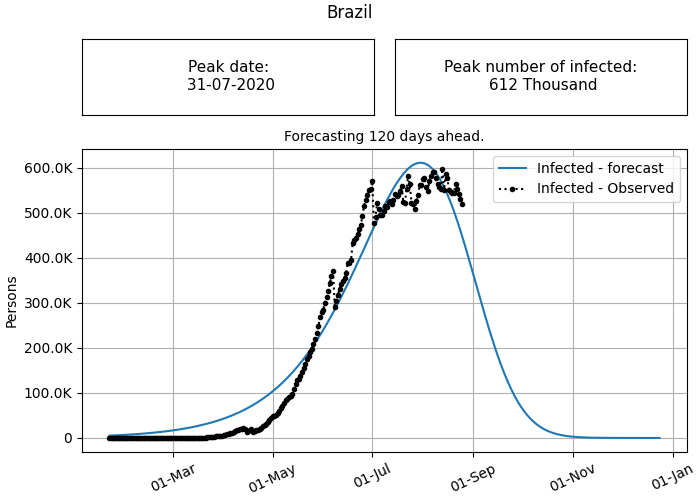 Brazil
Peak date:
31-07-2020
Peak number of infected:
612 Thousand
Forecasting 120 days ahead.
Infected - forecast
Infected - Observed
Persons
600.0K
500.0K
400.0K
300.0K
200.0K
100.0K
0
01-Mar
01-May
01-Jul
01-Sep
01-Nov
01-Jan